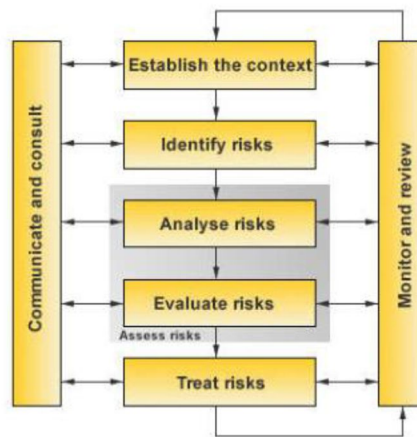 Establish the context
Identify risks
Analyse risks
Evaluate risks
Assess risks
Treat risks
Communicate and consult
Monitor and review